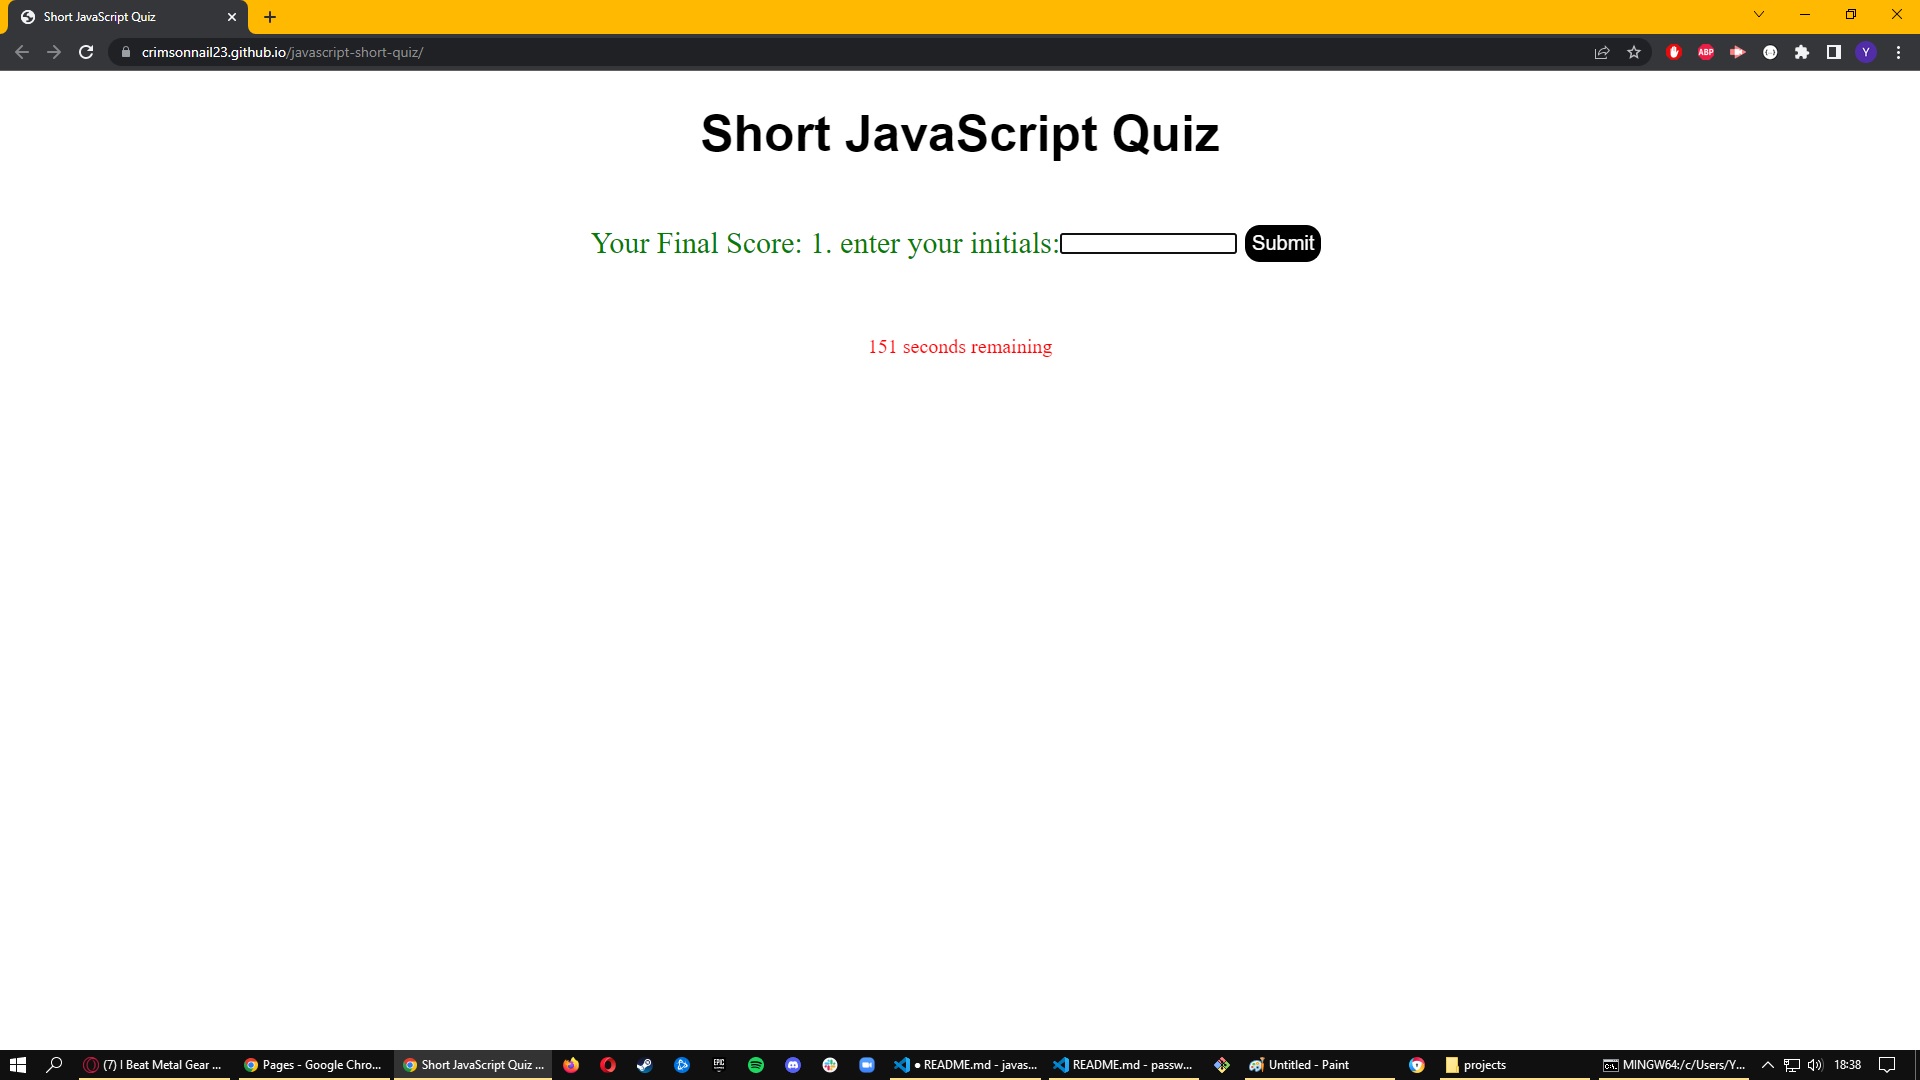 Short JavaScript Quiz
crimsonnail23.github.io/javascript-short-quiz/
ABP
Y
Short JavaScript Quiz
Your Final Score: 1. enter your initials:
Submit
151 seconds remaining
(7) I Beat Metal Gear ...
Pages - Google Chro...
Short JavaScript Quiz ...
EPIC
● README.md - javas...
README.md - passw...
Untitled - Paint
projects
MINGW64:/c/Users/Y...
18:38